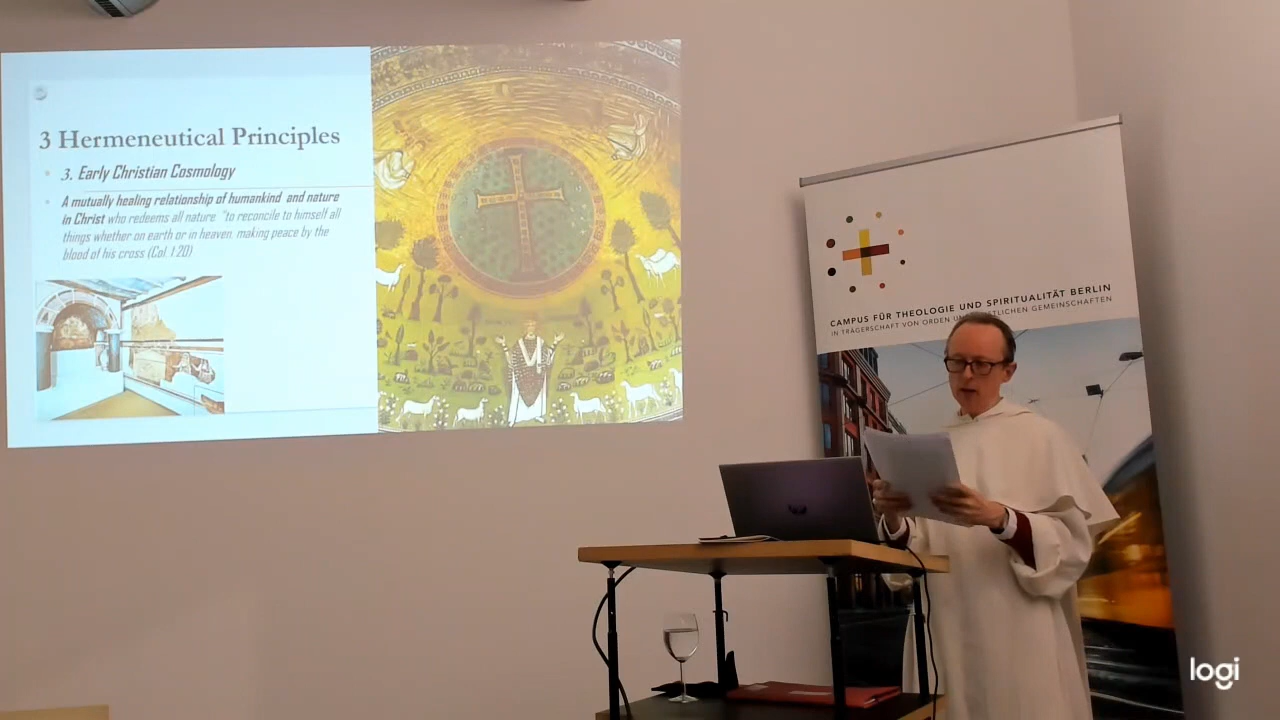 3 Hermeneutical Principles
3. Early Christian Cosmology
A mutually healing relationship of humankind and nature
in Christ who redeems all nature "to reconcile to himself all
things whether on earth or in heaven, making peace by the
blood of his cross (Col. 1:20)
CAMPUS FÜR THEOLOGIE UND SPIRITUALITÄT BERLIN
IN TRÄGERSCHAFT VON ORDEN GEMEINSCHAFTEN
logi